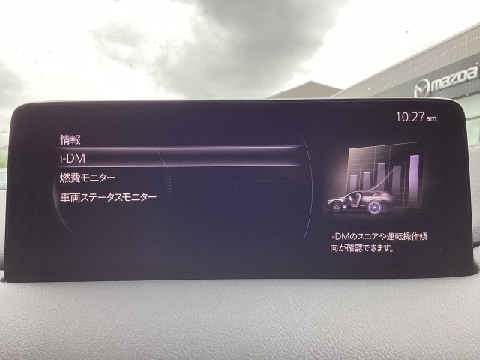 mazda
10:27am
情報
i-DM
燃費モニター
車両ステータスモニター
i-DMのスコアや運転操作傾
向が確認できます。